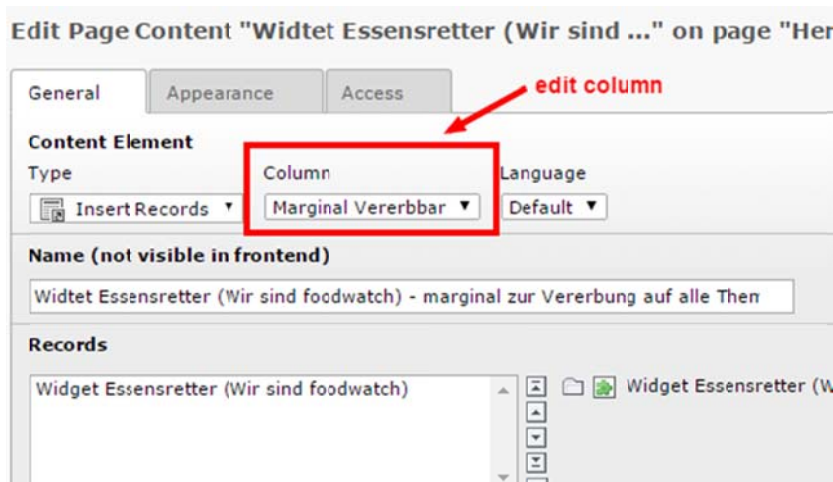 Edit Page Content "Widtet Essensretter (Wir sind ..." on page "Her
General Appearance Access
edit column
Content Element
Type Column Language
Insert Records Marginal Vererbbar Default
Name (not visible in frontend)
Widtet Essensretter (Wir sind foodwatch) - marginal zur Vererbung auf alle Them
Records
Widget Essensretter (Wir sind foodwatch) Widget Essensretter (W